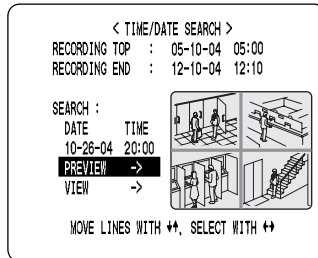 < TIME/DATE SEARCH >
RECORDING TOP : 05-10-04 05:00
RECORDING END : 12-10-04 12:10
SEARCH :
DATE TIME
10-26-04 20:00
PREVIEW ->
VIEW ->
MOVE LINES WITH ↓↑, SELECT WITH ↔